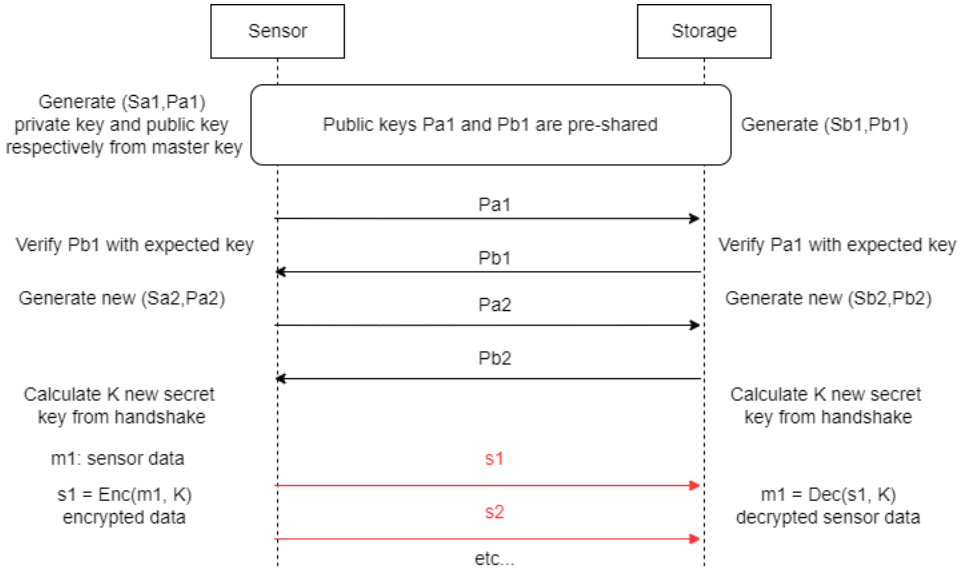 Sensor
Storage
Generate (Sa1,Pa1)
private key and public key
respectively from master key
Public keys Pa1 and Pb1 are pre-shared
Generate (Sb1,Pb1)
Pa1
Verify Pb1 with expected key
Pb1
Verify Pa1 with expected key
Generate new (Sa2,Pa2)
Pa2
Generate new (Sb2,Pb2)
Pb2
Calculate K new secret
key from handshake
Calculate K new secret
key from handshake
m1: sensor data
s1
s1 = Enc(m1, K)
encrypted data
s2
m1 = Dec(s1, K)
decrypted sensor data
etc...